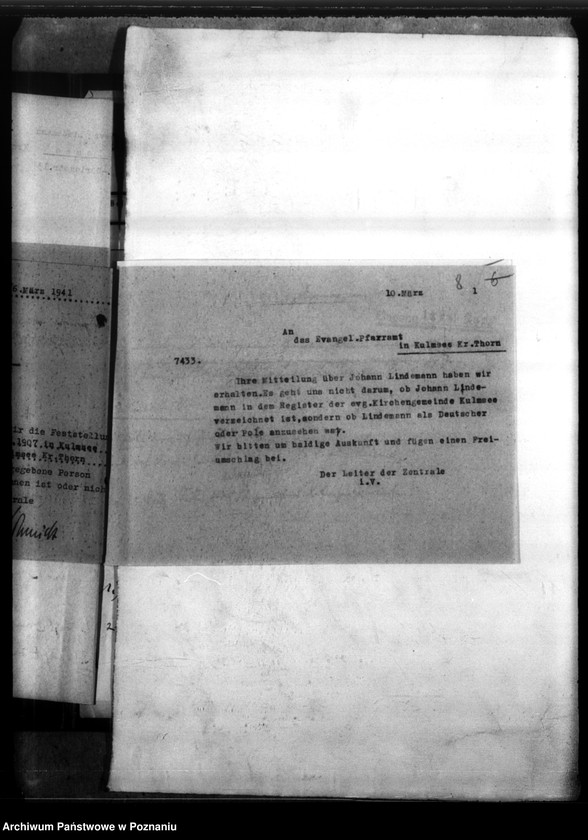 6.März 1941
ir die Feststellun
.1907.in Kulmsee
lmsee Kr.Thorn
gegebene Person
nen ist oder nich
rale
10.März
8
6
1
An
das Evangel.Pfarramt
in Kulmsee Kr.Thorn
7433.
Ihre Mitteilung über Johann Lindemann haben wir
erhalten.Es geht uns nicht darum, ob Johann Linde-
mann in dem Register der evg.Kirchengemeinde Kulmsee
verzeichnet ist,sondern ob Lindemann als Deutscher
oder Pole anzusehen war.
Wir bitten um baldige Auskunft und fügen einen Frei-
umschlag bei.
Der Leiter der Zentrale
i.V.
Archiwum Państwowe w Poznaniu